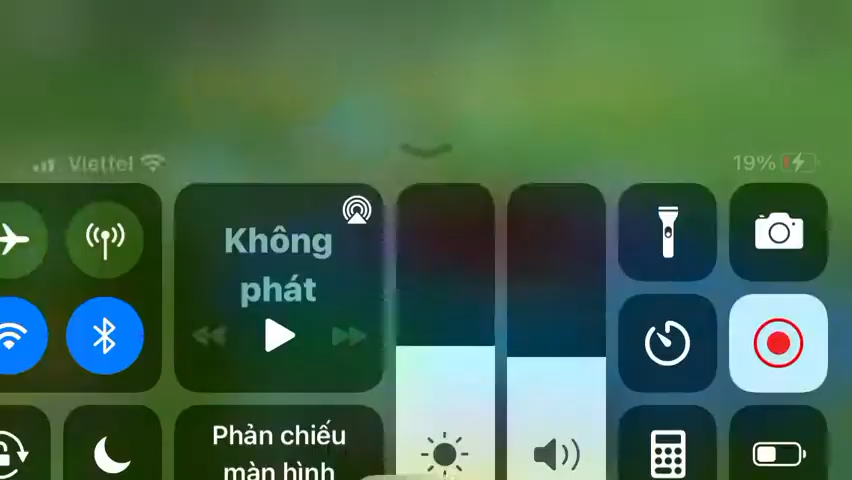 Viettel
19%
Không
phát
Phản chiếu
màn hình